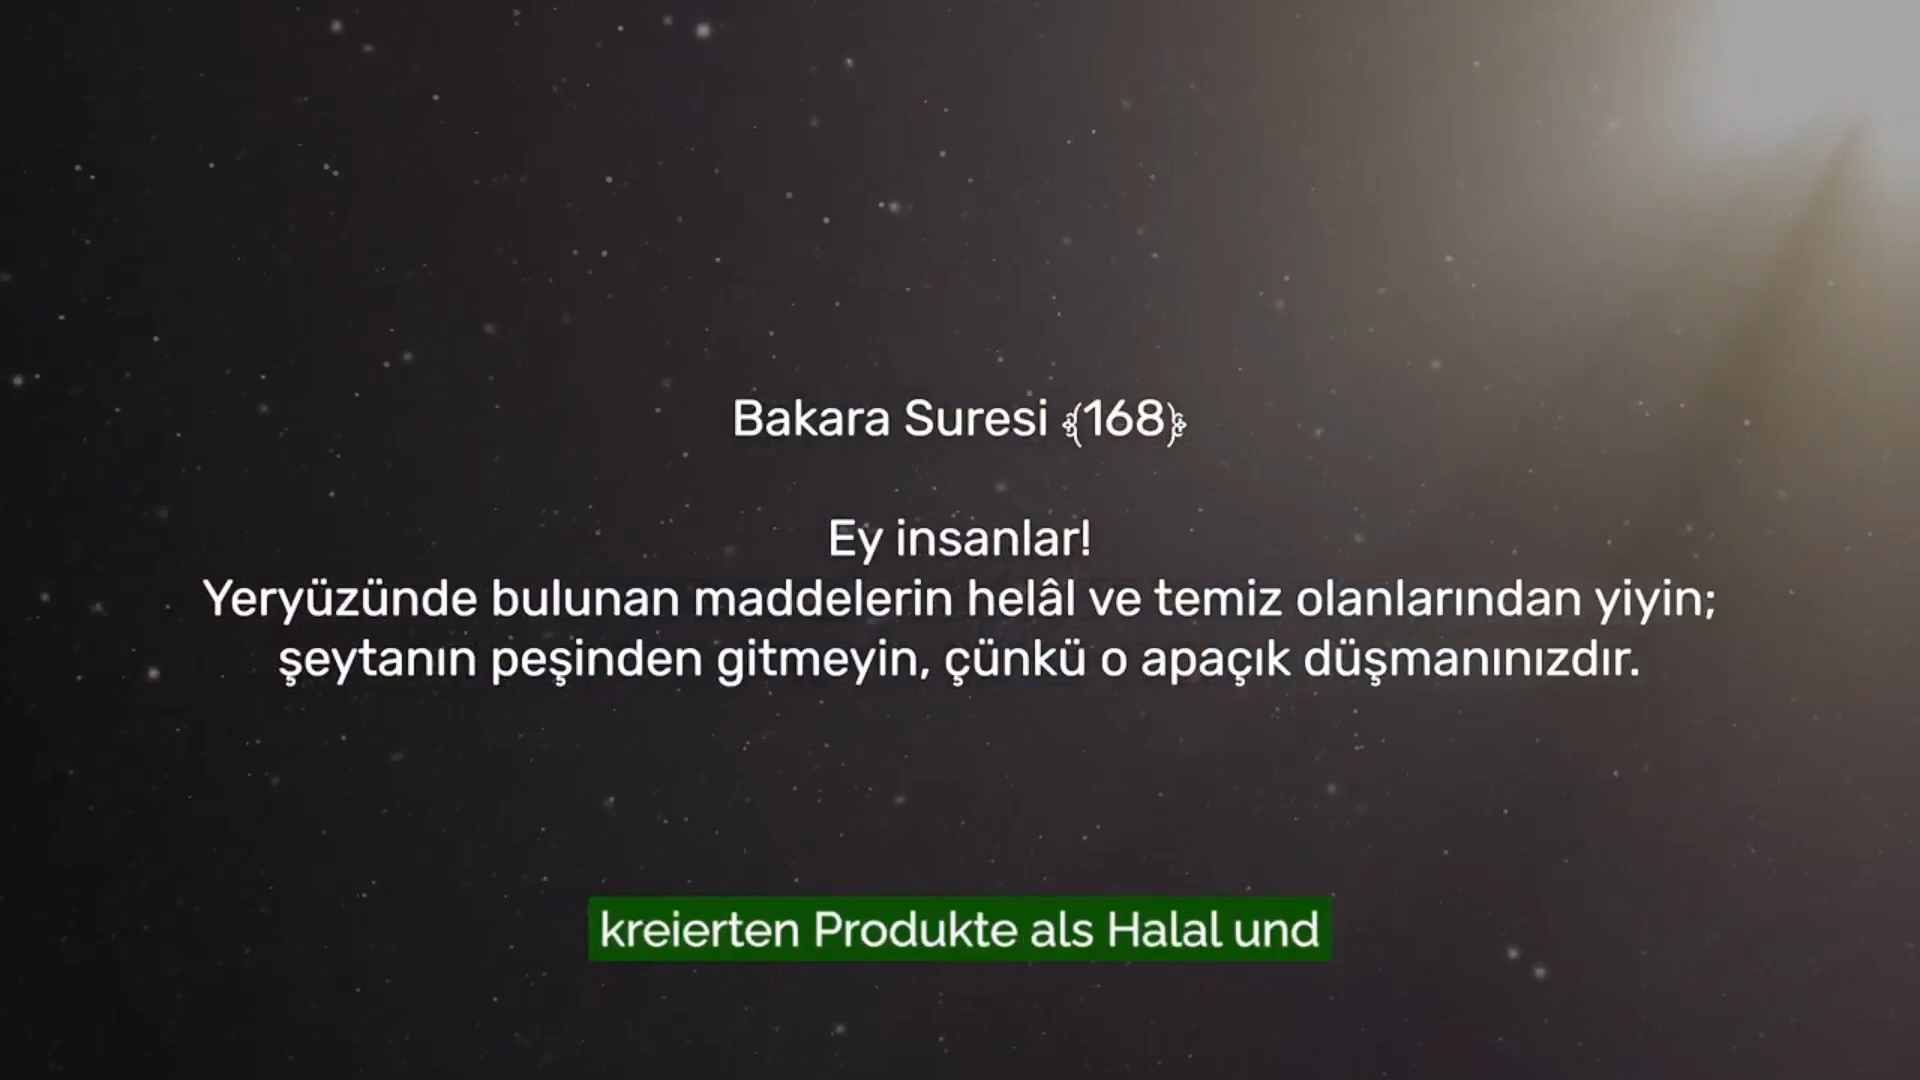 Bakara Suresi ﴾168﴿
Ey insanlar!
Yeryüzünde bulunan maddelerin helâl ve temiz olanlarından yiyin;
şeytanın peşinden gitmeyin, çünkü o apaçık düşmanınızdır.
kreierten Produkte als Halal und